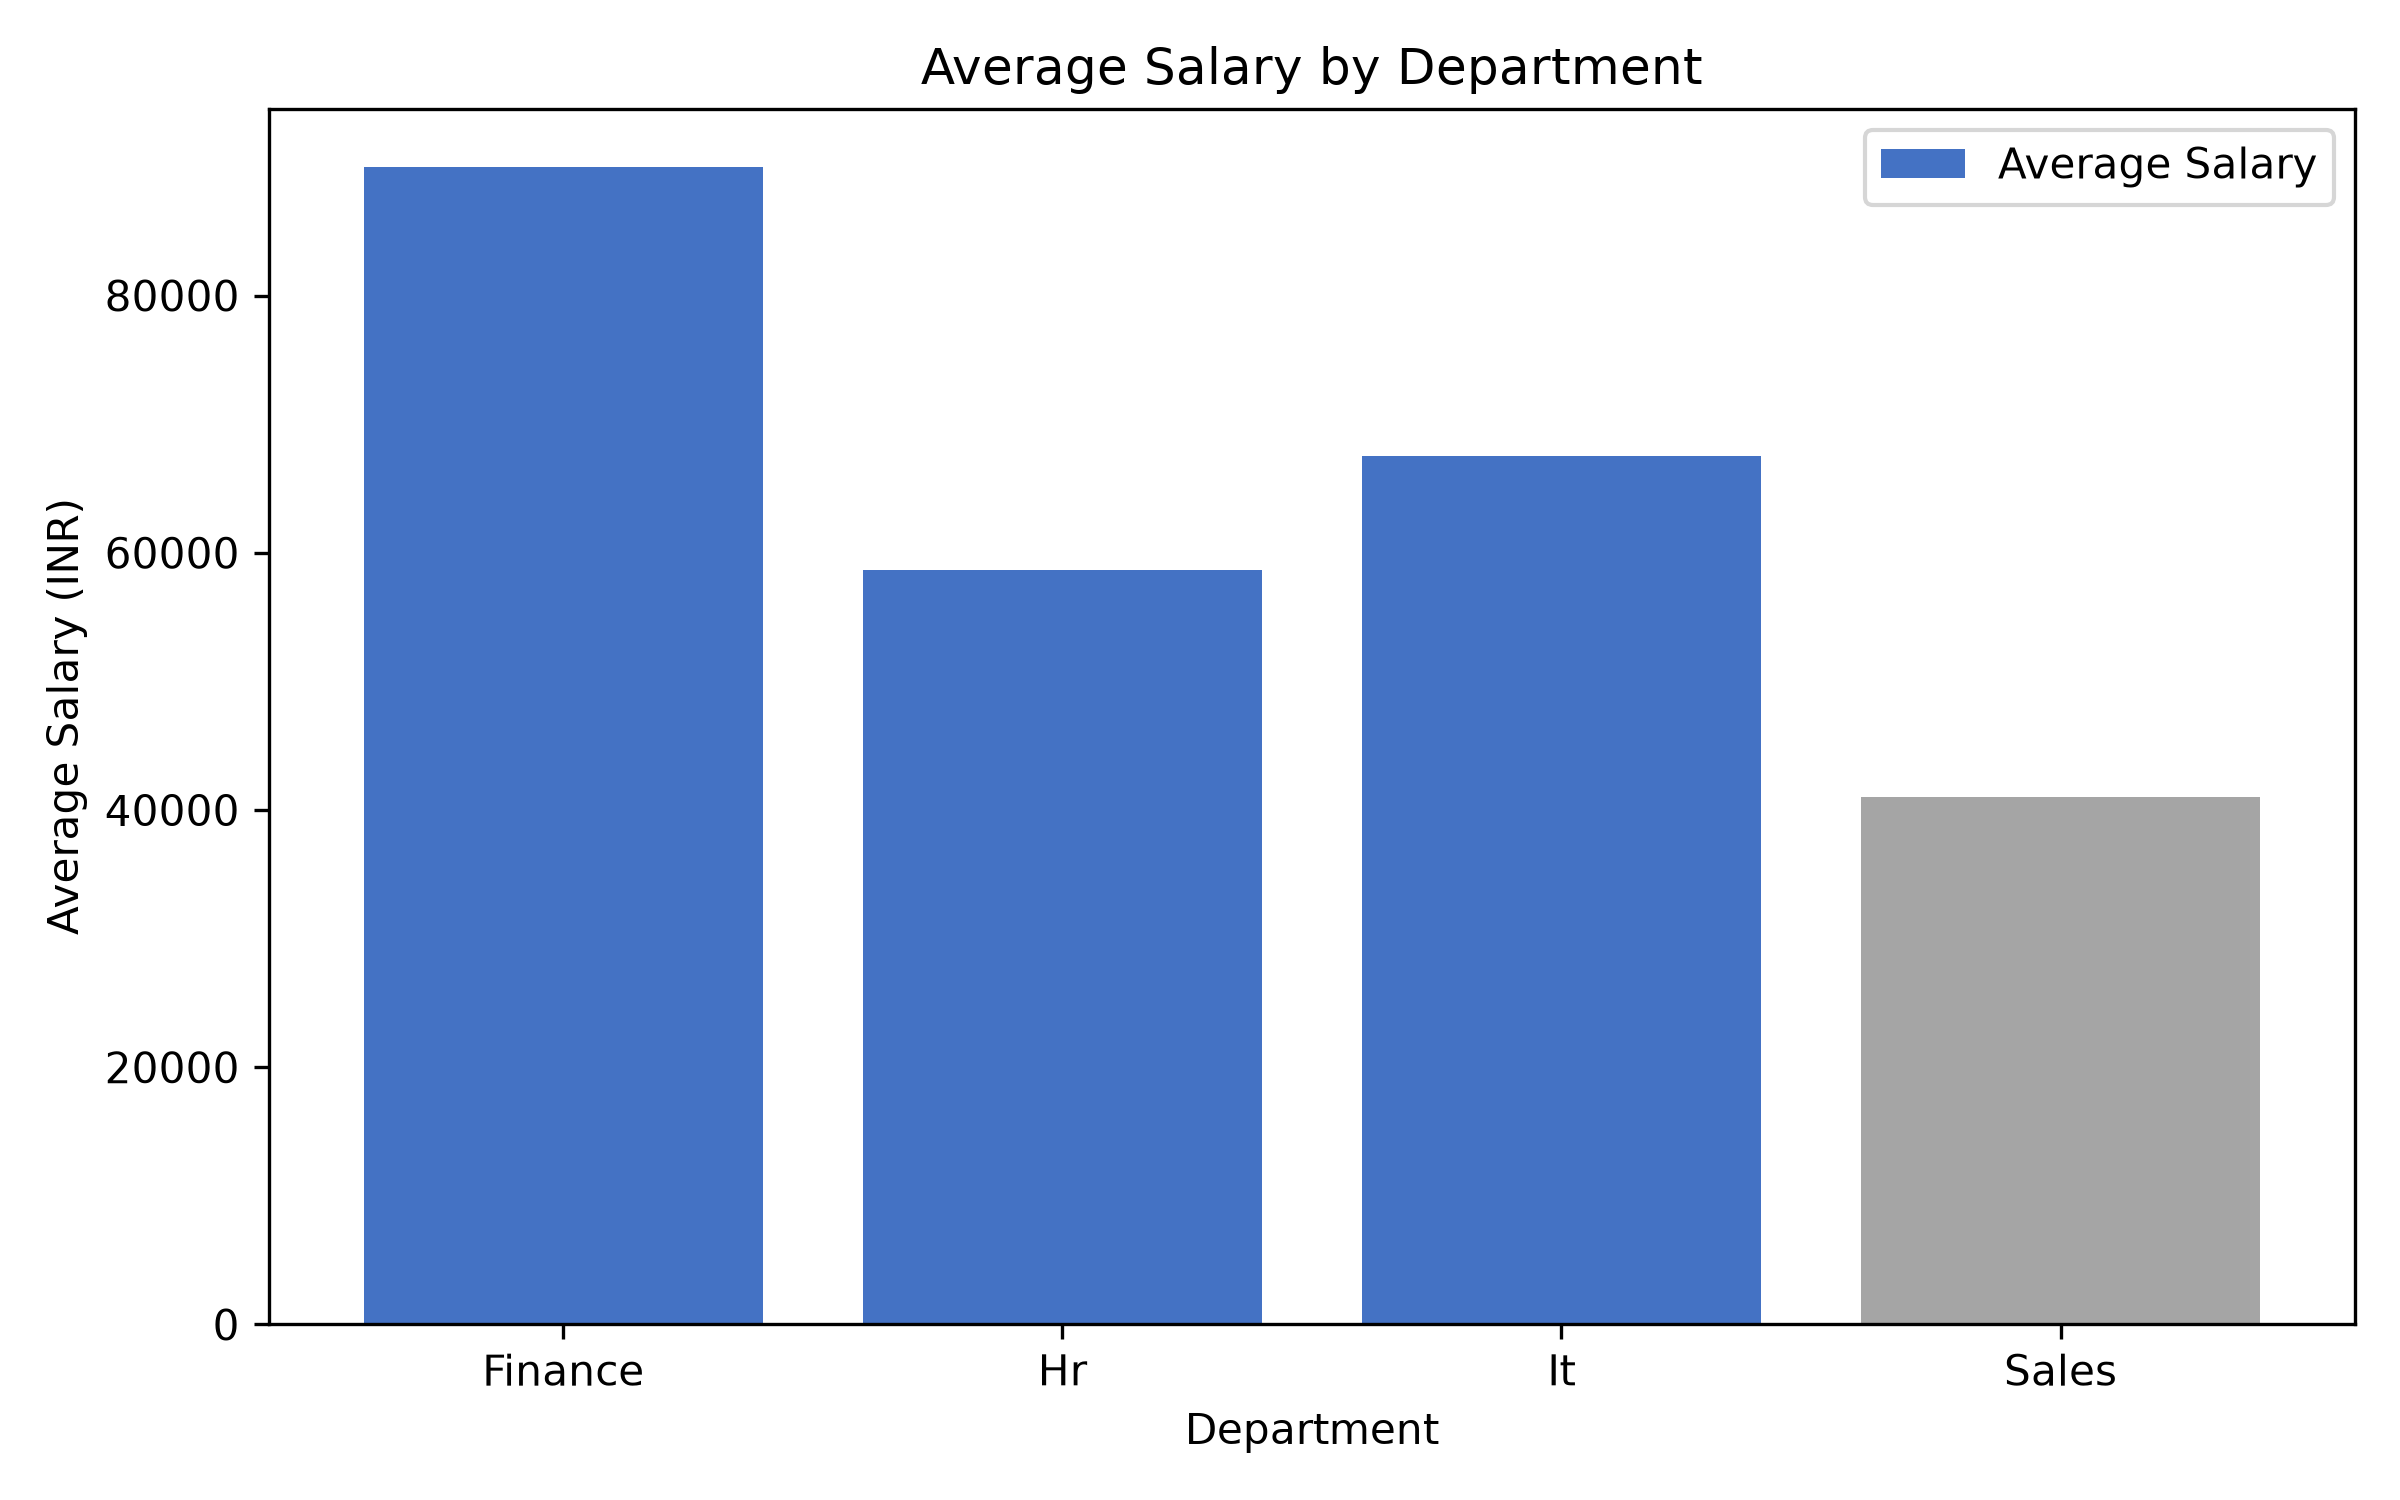 Average Salary by Department
Average Salary
80000
60000
40000
20000
0
Average Salary (INR)
Finance
Hr
It
Sales
Department